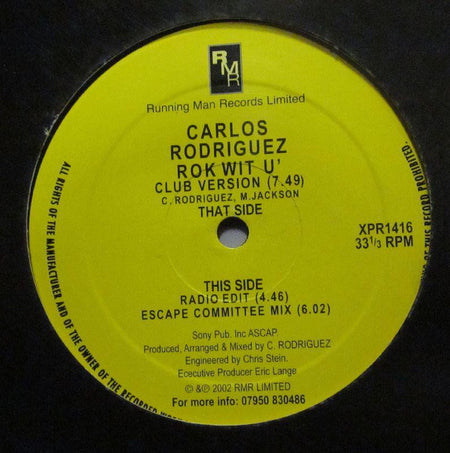 RMR
Running Man Records Limited
CARLOS
RODRIGUEZ
ROK WIT U'
CLUB VERSION (7.49)
C. RODRIGUEZ, M.JACKSON
THAT SIDE
XPR1416
33 1/3 RPM
THIS SIDE
RADIO EDIT (4.46)
ESCAPE COMMITTEE MIX (6.02)
Sony Pub. Inc ASCAP.
Produced, Arranged & Mixed by C. RODRIGUEZ
Engineered by Chris Stein.
Ececutive Producer Eric Lange
© &℗ 2002 RMR LIMITED
For more info: 07950 830486
ALL RIGHTS OF THE MANUFACTURER AND OF THE OWNER OF THE RECORDED
OF THIS RECORD PROHIBITED.